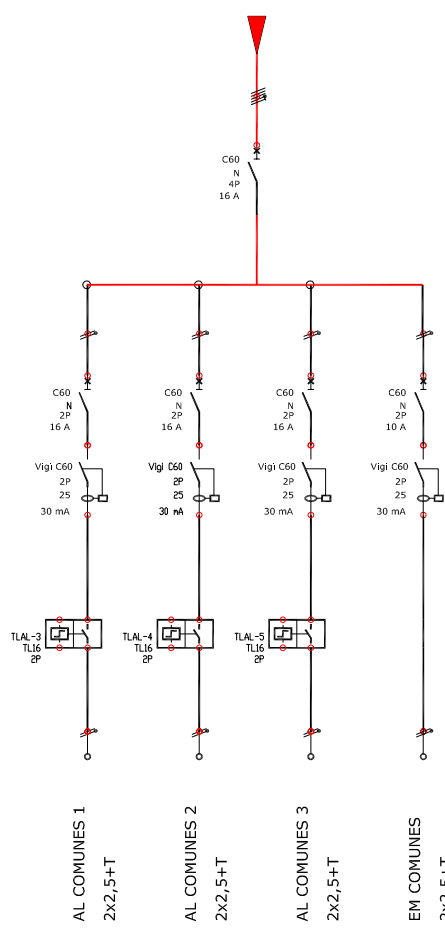 C60
N
4P
16 A
C60
N
2P
16 A
Vigi C60
2P
25
30 mA
TLAL-3
TL16
2P
AL COMUNES 1
2x2,5+T
C60
N
2P
16 A
Vigi C60
2P
25
30 mA
TLAL-4
TL16
2P
AL COMUNES 2
2x2,5+T
C60
N
2P
16 A
Vigi C60
2P
25
30 mA
TLAL-5
TL16
2P
AL COMUNES 3
2x2,5+T
C60
N
2P
10 A
Vigi C60
2P
25
30 mA
EM COMUNES
2x2,5+T